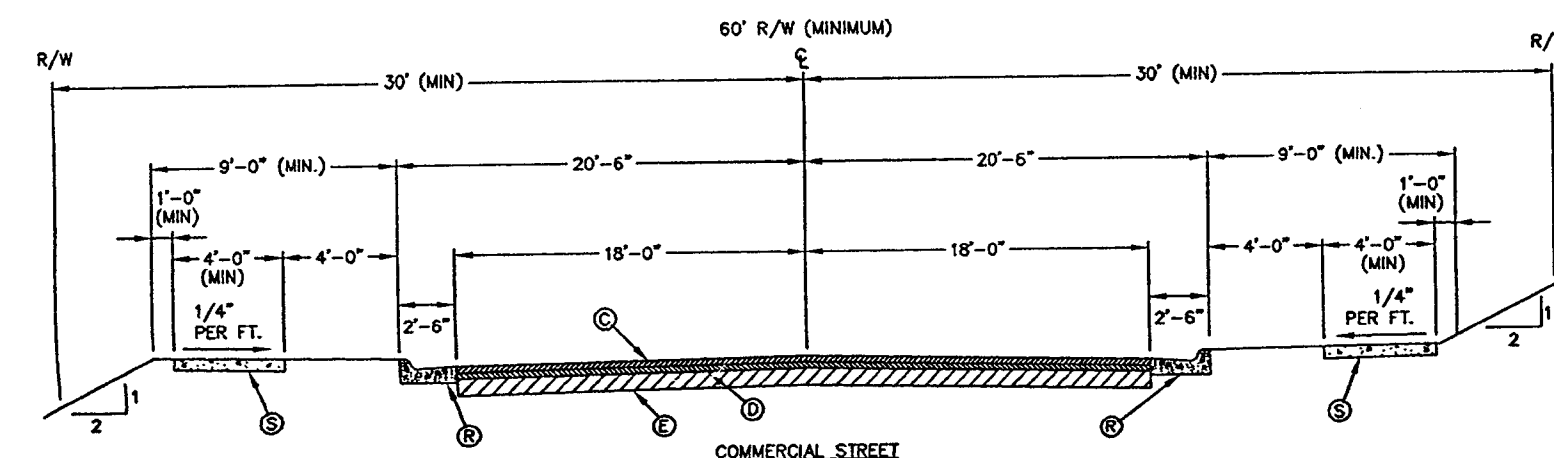 60' R/W (MINIMUM)
R/W
R/
℄
30' (MIN)
30' (MIN)
9'-0" (MIN.)
20'-6"
20'-6"
9'-0" (MIN.)
1'-0"
(MIN)
1'-0"
(MIN)
4'-0"
(MIN)
4'-0"
18'-0"
18'-0"
4'-0"
4'-0"
(MIN)
1/4"
PER FT.
2'-6"
C
2'-6"
1/4"
PER FT.
1
2
1
2
S
R
E
D
R
S
COMMERCIAL STREET